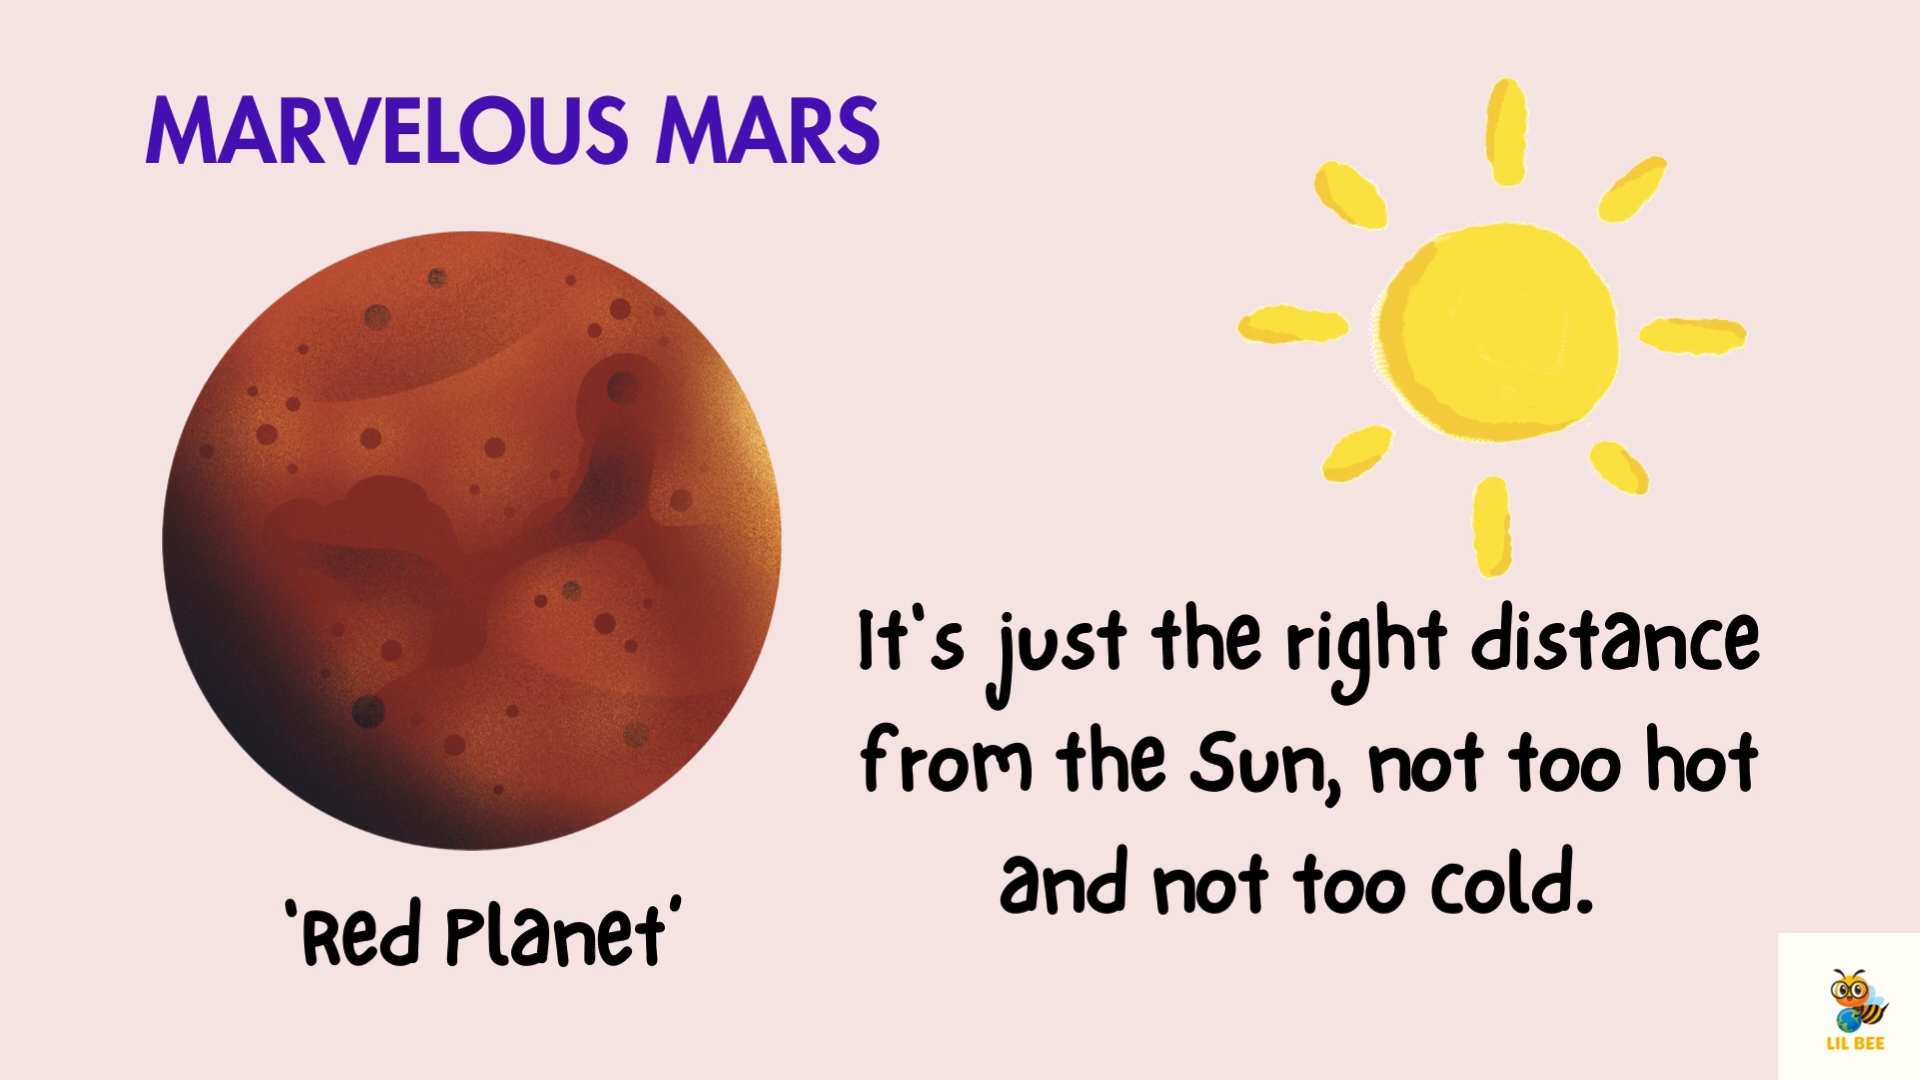 MARVELOUS MARS
It's just the right distance
from the Sun, not too hot
and not too cold.
'Red Planet'
LIL BEE